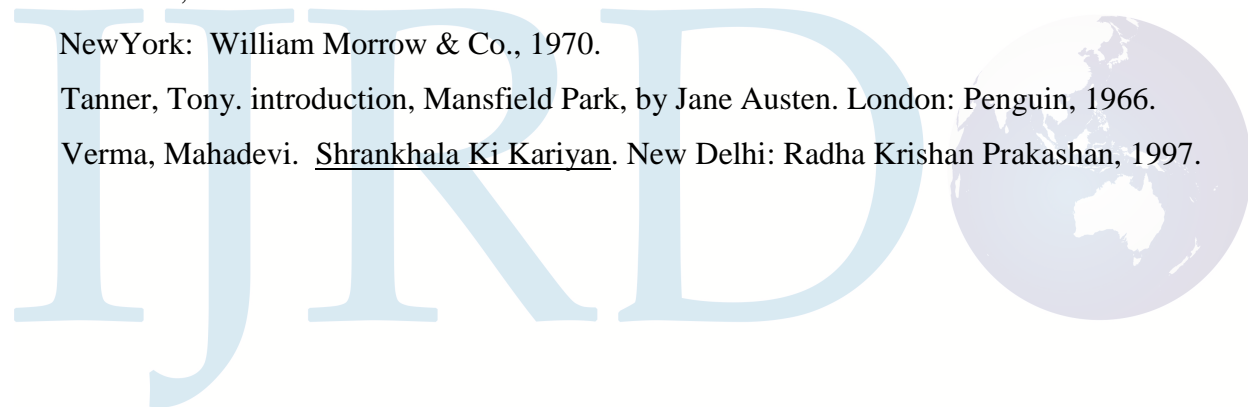 NewYork: William Morrow & Co., 1970.
Tanner, Tony. introduction, Mansfield Park, by Jane Austen. London: Penguin, 1966.
Verma, Mahadevi. Shrankhala Ki Kariyan. New Delhi: Radha Krishan Prakashan, 1997.
IJRD